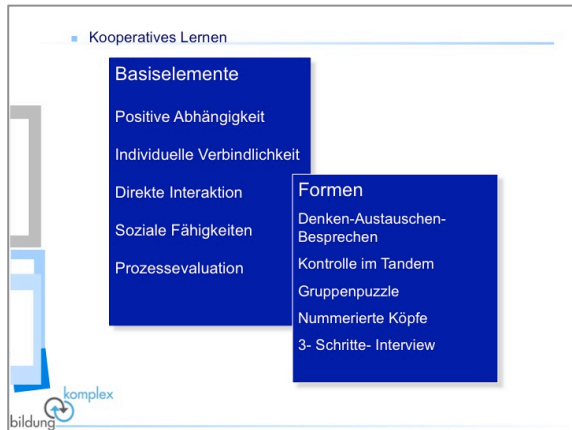 Kooperatives Lernen
Basiselemente
Positive Abhängigkeit
Individuelle Verbindlichkeit
Direkte Interaktion
Soziale Fähigkeiten
Prozessevaluation
Formen
Denken-Austauschen-
Besprechen
Kontrolle im Tandem
Gruppenpuzzle
Nummerierte Köpfe
3- Schritte- Interview
komplex
bildung